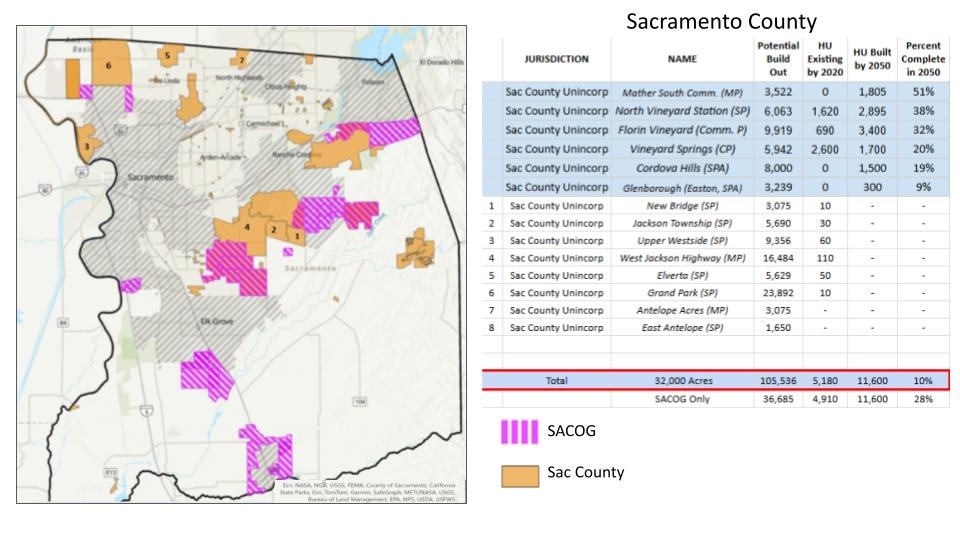 Sacramento County
JURISDICTION NAME Potential Build Out HU Existing by 2020 HU Built by 2050 Percent Complete in 2050
Sac County Unincorp Mather South Comm. (MP) 3,522 0 1,805 51%
Sac County Unincorp North Vineyard Station (SP) 6,063 1,620 2,895 38%
Sac County Unincorp Florin Vineyard (Comm. P) 9,919 690 3,400 32%
Sac County Unincorp Vineyard Springs (CP) 5,942 2,600 1,700 20%
Sac County Unincorp Cordova Hills (SPA) 8,000 0 1,500 19%
Sac County Unincorp Glenborough (Easton, SPA) 3,239 0 300 9%
1 Sac County Unincorp New Bridge (SP) 3,075 10 - -
2 Sac County Unincorp Jackson Township (SP) 5,690 30 - -
3 Sac County Unincorp Upper Westside (SP) 9,356 60 - -
4 Sac County Unincorp West Jackson Highway (MP) 16,484 110 - -
5 Sac County Unincorp Elverta (SP) 5,629 50 - -
6 Sac County Unincorp Grand Park (SP) 23,892 10 - -
7 Sac County Unincorp Antelope Acres (MP) 3,075 - - -
8 Sac County Unincorp East Antelope (SP) 1,650 - - -
Total 32,000 Acres 105,536 5,180 11,600 10%
SACOG Only 36,685 4,910 11,600 28%
SACOG
Sac County
Basin
5
6
7
El Dorado Hills
Linda
North Highlands
Folsom
Citrus Heights
80
Carmichael
3
Arden-Arcade
Rancho Cordova
80
Sacramento
80
4
2
1
Sacramento
Elk Grove
84
104
5
E13
Esri, NASA, NGA, USGS, FEMA, County of Sacramento, California
State Parks, Esri, TomTom, Garmin, SafeGraph, METI/NASA, USGS,
Bureau of Land Management, EPA, NPS, USDA, USFWS